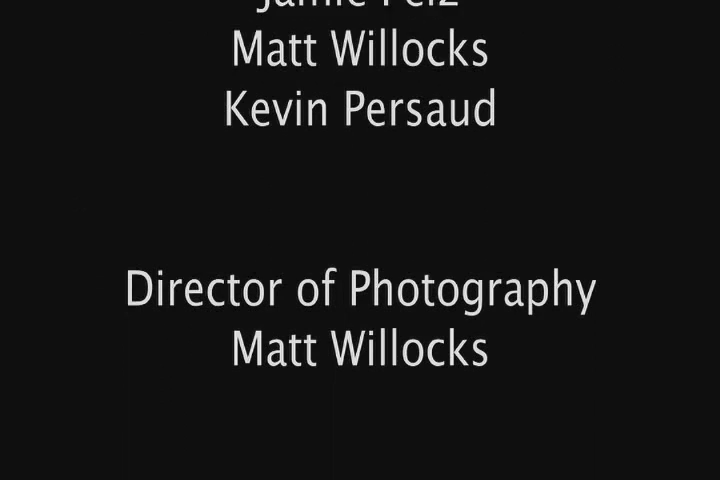 Matt Willocks
Kevin Persaud
Director of Photography
Matt Willocks